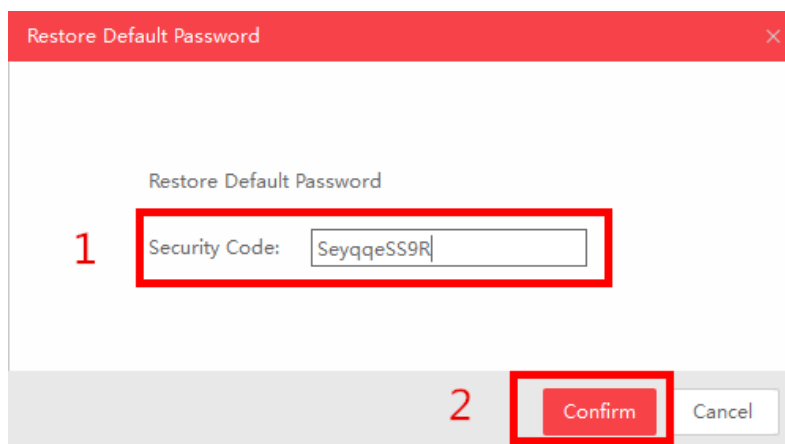 Restore Default Password ×
Restore Default Password
1 Security Code: SeyqqeSS9R
2 Confirm Cancel